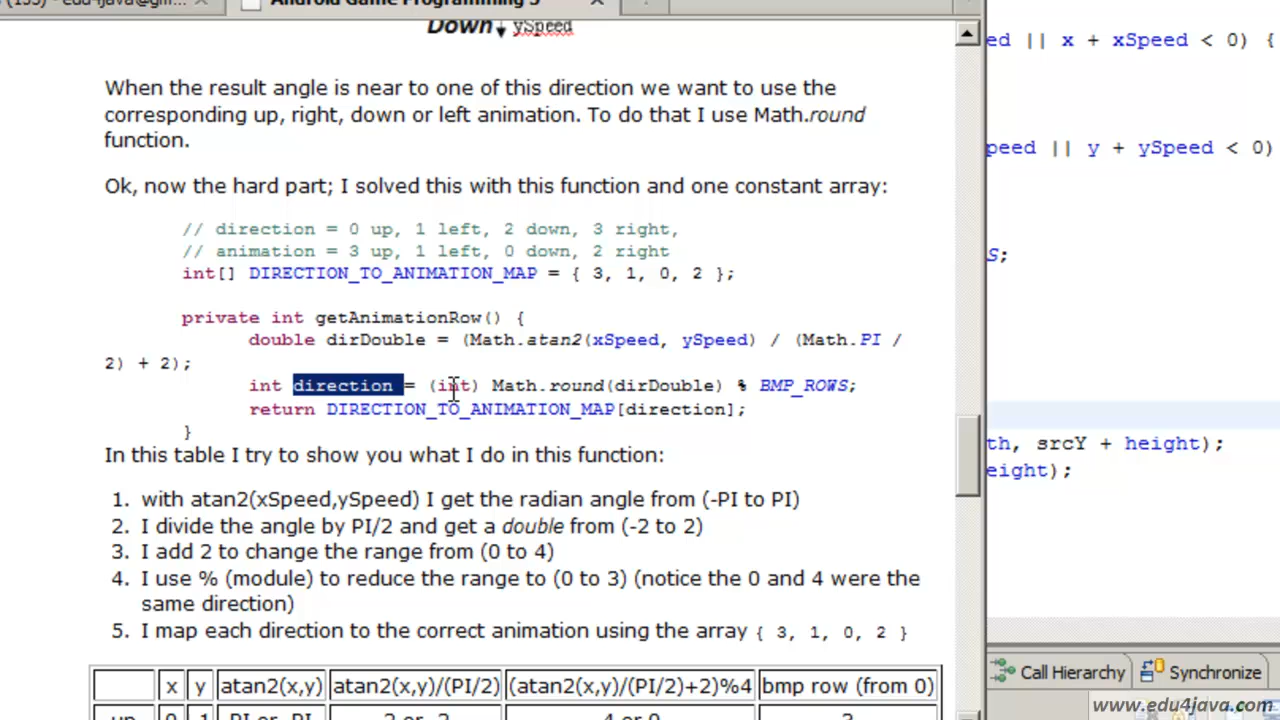 Android Game Programming 5
Down ySpeed
ed || x + xSpeed < 0) {
When the result angle is near to one of this direction we want to use the
corresponding up, right, down or left animation. To do that I use Math.round
function.
peed || y + ySpeed < 0)
Ok, now the hard part; I solved this with this function and one constant array:
// direction = 0 up, 1 left, 2 down, 3 right,
// animation = 3 up, 1 left, 0 down, 2 right
int[] DIRECTION_TO_ANIMATION_MAP = { 3, 1, 0, 2 };
S;
private int getAnimationRow() {
double dirDouble = (Math.atan2(xSpeed, ySpeed) / (Math.PI /
2) + 2);
int direction = (int) Math.round(dirDouble) % BMP_ROWS;
return DIRECTION_TO_ANIMATION_MAP[direction];
}
th, srcY + height);
eight);
In this table I try to show you what I do in this function:
1. with atan2(xSpeed,ySpeed) I get the radian angle from (-PI to PI)
2. I divide the angle by PI/2 and get a double from (-2 to 2)
3. I add 2 to change the range from (0 to 4)
4. I use % (module) to reduce the range to (0 to 3) (notice the 0 and 4 were the
same direction)
5. I map each direction to the correct animation using the array { 3, 1, 0, 2 }
x y atan2(x,y) atan2(x,y)/(PI/2) (atan2(x,y)/(PI/2)+2)%4 bmp row (from 0)
Call Hierarchy Synchronize
www.edu4java.com